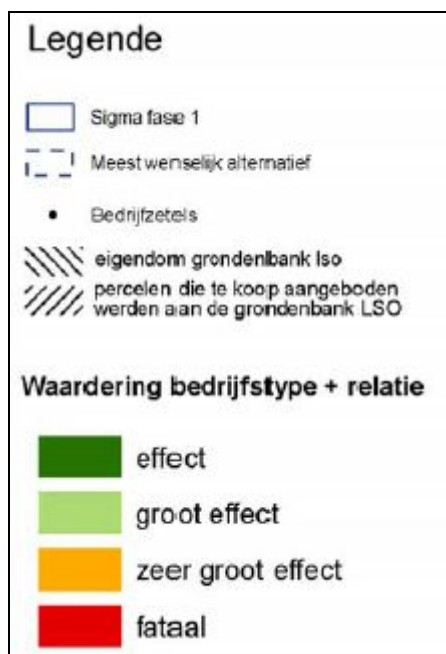 Legende
Sigma fase 1
Meest wenselijk alternatief
Bedrijfzetels
eigendom grondenbank lso
percelen die te koop aangeboden
werden aan de grondenbank LSO
Waardering bedrijfstype + relatie
effect
groot effect
zeer groot effect
fataal